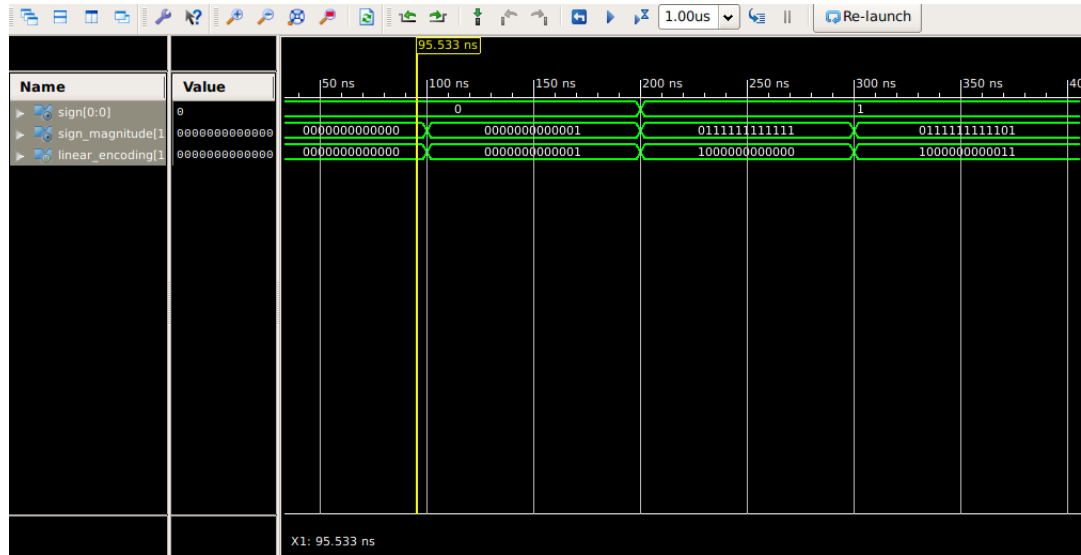 1.00us Re-launch
95.533 ns
Name Value
50 ns 100 ns 150 ns 200 ns 250 ns 300 ns 350 ns 40
sign[0:0] 0 0 1
sign_magnitude[1 0000000000000 0000000000000 0000000000001 0111111111111 0111111111101
linear_encoding[1 0000000000000 0000000000000 0000000000001 1000000000000 1000000000011
X1: 95.533 ns